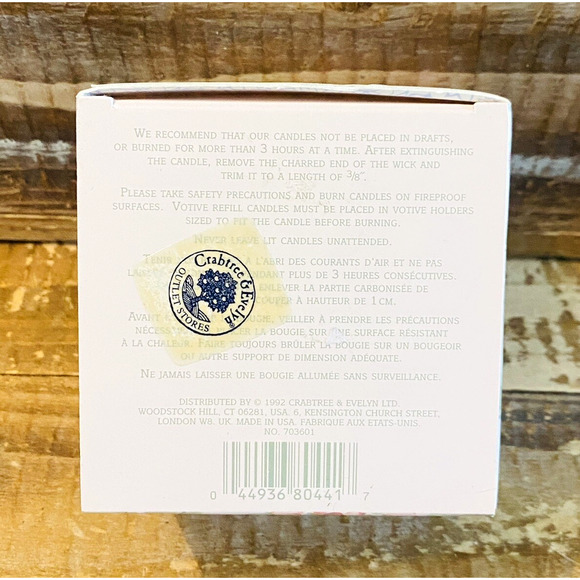 WE RECOMMEND THAT OUR CANDLES NOT BE PLACED IN DRAFTS,
OR BURNED FOR MORE THAN 3 HOURS AT A TIME. AFTER EXTINGUISHING
THE CANDLE, REMOVE THE CHARRED END OF THE WICK AND
TRIM IT TO A LENGTH OF 3/8".
PLEASE TAKE SAFETY PRECAUTIONS AND BURN CANDLES ON FIREPROOF
SURFACES. VOTIVE REFILL CANDLES MUST BE PLACED IN VOTIVE HOLDERS
SIZED TO FIT THE CANDLE BEFORE BURNING.
NEVER LEAVE LIT CANDLES UNATTENDED.
À L'ABRI DES COURANTS D'AIR ET NE PAS
PLUS DE 3 HEURES CONSÉCUTIVES.
ENLEVER LA PARTIE CARBONISÉE DE
À HAUTEUR DE 1 CM.
Crabtree & Evelyn®
OUTLET STORES
AVANT VEILLER À PRENDRE LES PRÉCAUTIONS
LA BOUGIE SUR SURFACE RÉSISTANT
À LA CHALEUR. FAIRE TOUJOURS BRÛLER LA BOUGIE SUR UN BOUGEOIR
OU AUTRE SUPPORT DE DIMENSION ADÉQUATE.
NE JAMAIS LAISSER UNE BOUGIE ALLUMÉE SANS SURVEILLANCE.
DISTRIBUTED BY © 1992 CRABTREE & EVELYN LTD.
WOODSTOCK HILL, CT 06281, USA. 6, KENSINGTON CHURCH STREET,
LONDON W8. UK. MADE IN USA. FABRIQUE AUX ETATS-UNIS.
NO. 703601
0 44936 80441 7